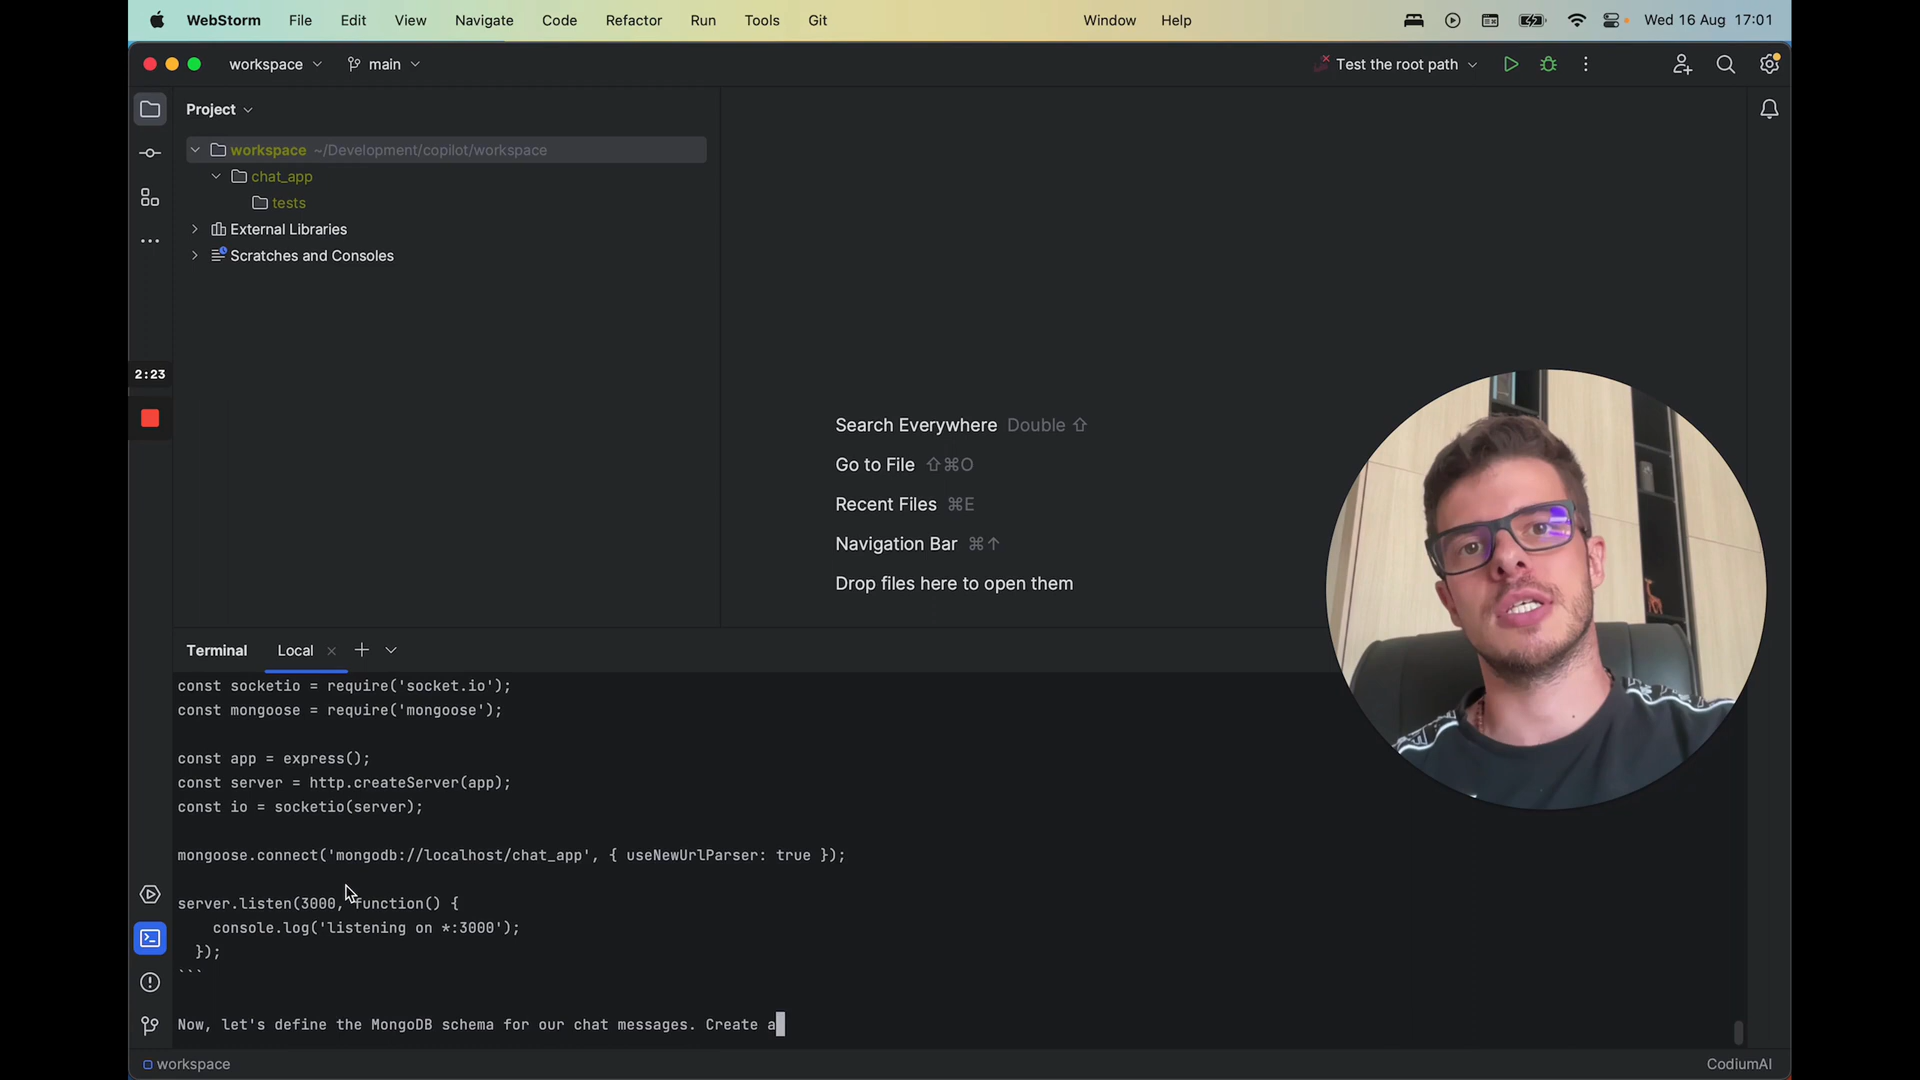 WebStorm File Edit View Navigate Code Refactor Run Tools Git Window Help Wed 16 Aug 17:01
workspace main Test the root path
Project
workspace ~/Development/copilot/workspace
chat_app
tests
External Libraries
Scratches and Consoles
2:23
Search Everywhere Double ⇧
Go to File ⇧⌘O
Recent Files ⌘E
Navigation Bar ⌘↑
Drop files here to open them
Terminal Local
const socketio = require('socket.io');
const mongoose = require('mongoose');
const app = express();
const server = http.createServer(app);
const io = socketio(server);
mongoose.connect('mongodb://localhost/chat_app', { useNewUrlParser: true });
server.listen(3000, function() {
console.log('listening on *:3000');
});
```
Now, let's define the MongoDB schema for our chat messages. Create a
workspace CodiumAI